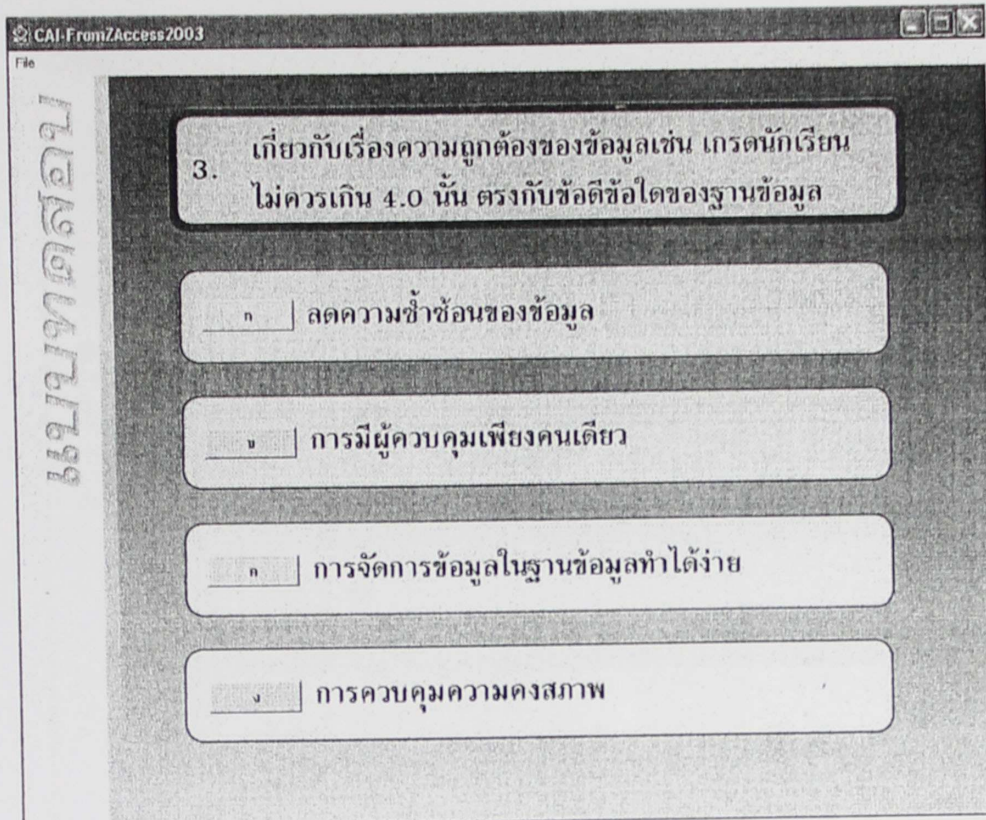 CAI-FromZAccess2003
File
แบบทดสอบ
3. เกี่ยวกับเรื่องความถูกต้องของข้อมูลเช่น เกรดนักเรียน
ไม่ควรเกิน 4.0 นั้น ตรงกับข้อดีข้อใดของฐานข้อมูล
ก ลดความซ้ำซ้อนของข้อมูล
ข การมีผู้ควบคุมเพียงคนเดียว
ค การจัดการข้อมูลในฐานข้อมูลทำได้ง่าย
ง การควบคุมความคงสภาพ